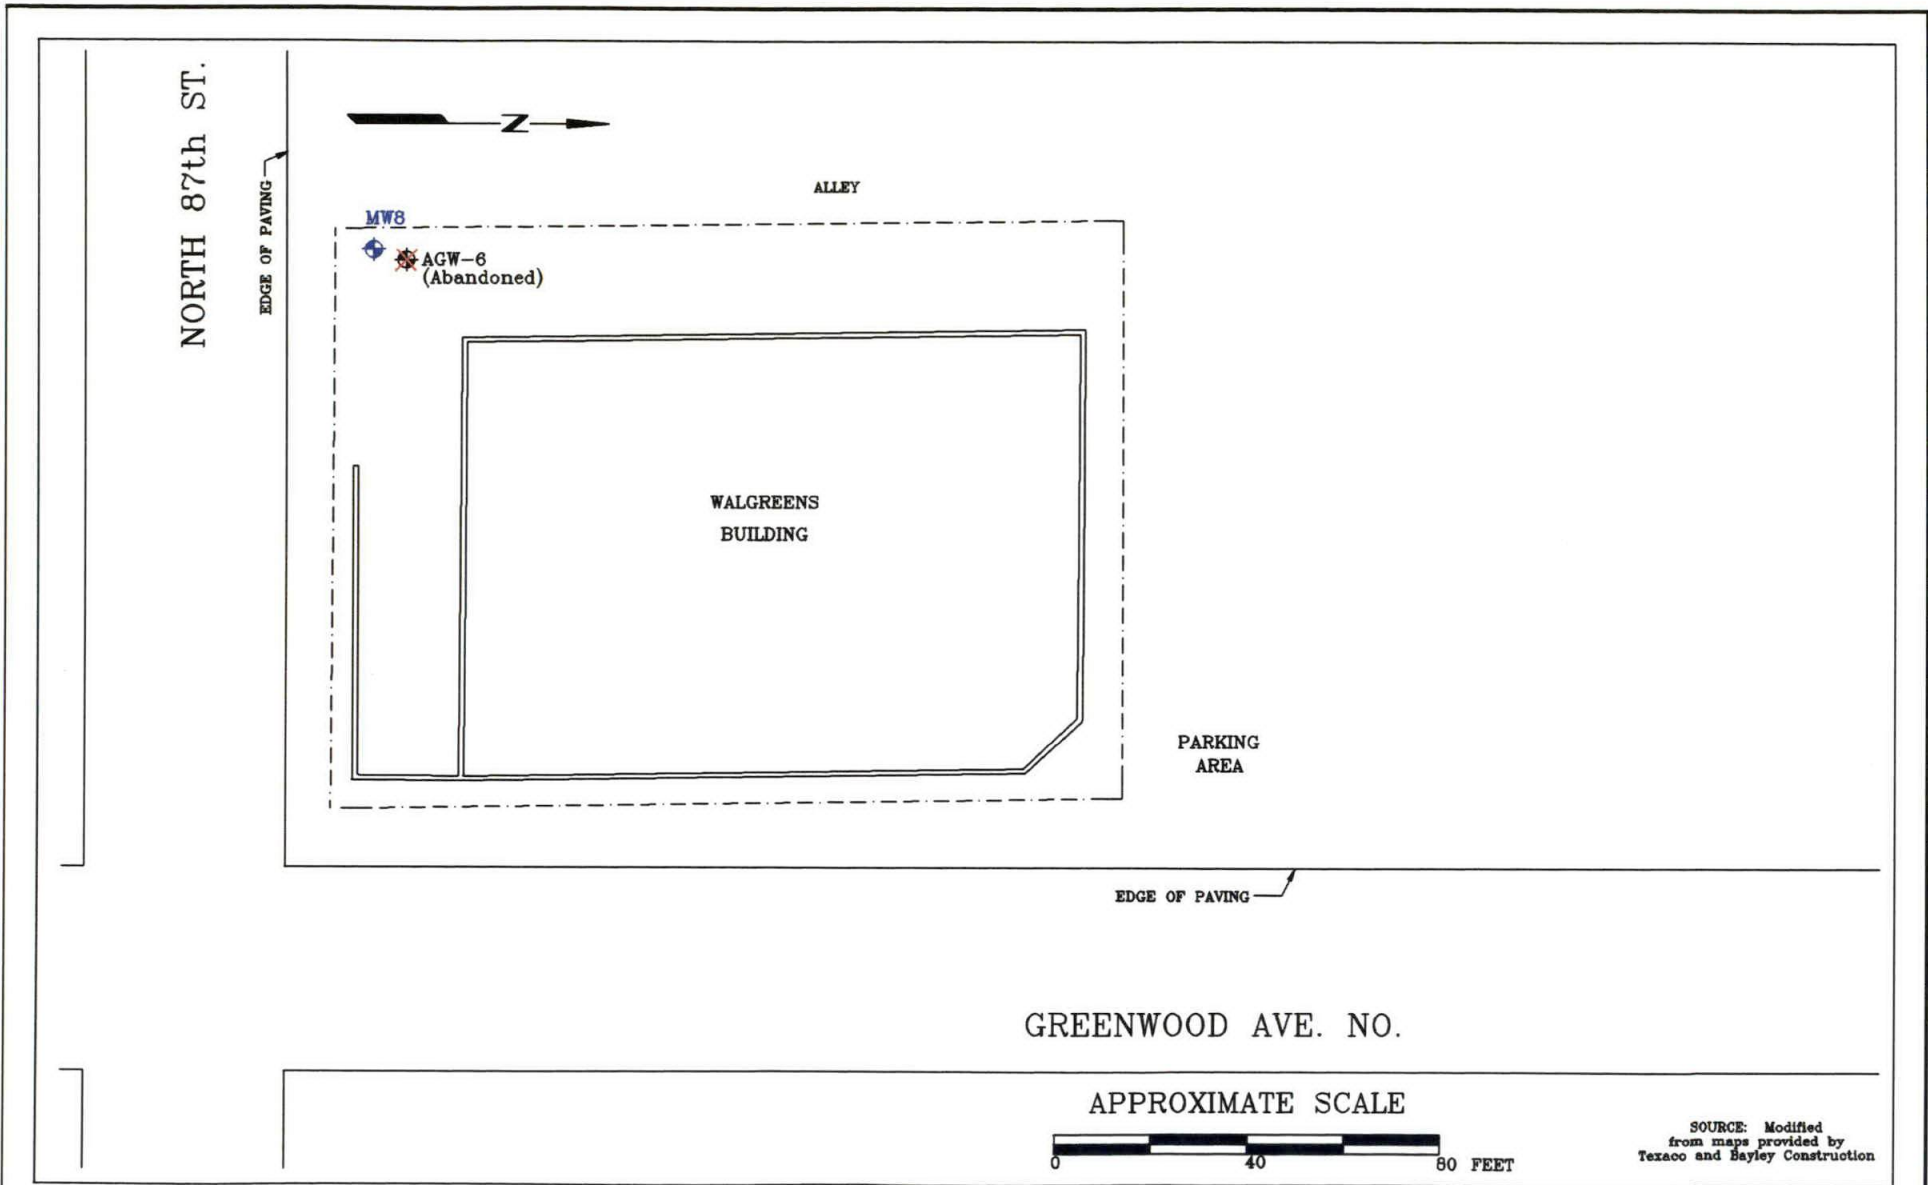 NORTH 87th ST.
EDGE OF PAVING
N
ALLEY
MW8
AGW-6
(Abandoned)
WALGREENS
BUILDING
PARKING
AREA
EDGE OF PAVING
GREENWOOD AVE. NO.
APPROXIMATE SCALE
0 40 80 FEET
SOURCE: Modified
from maps provided by
Texaco and Bayley Construction